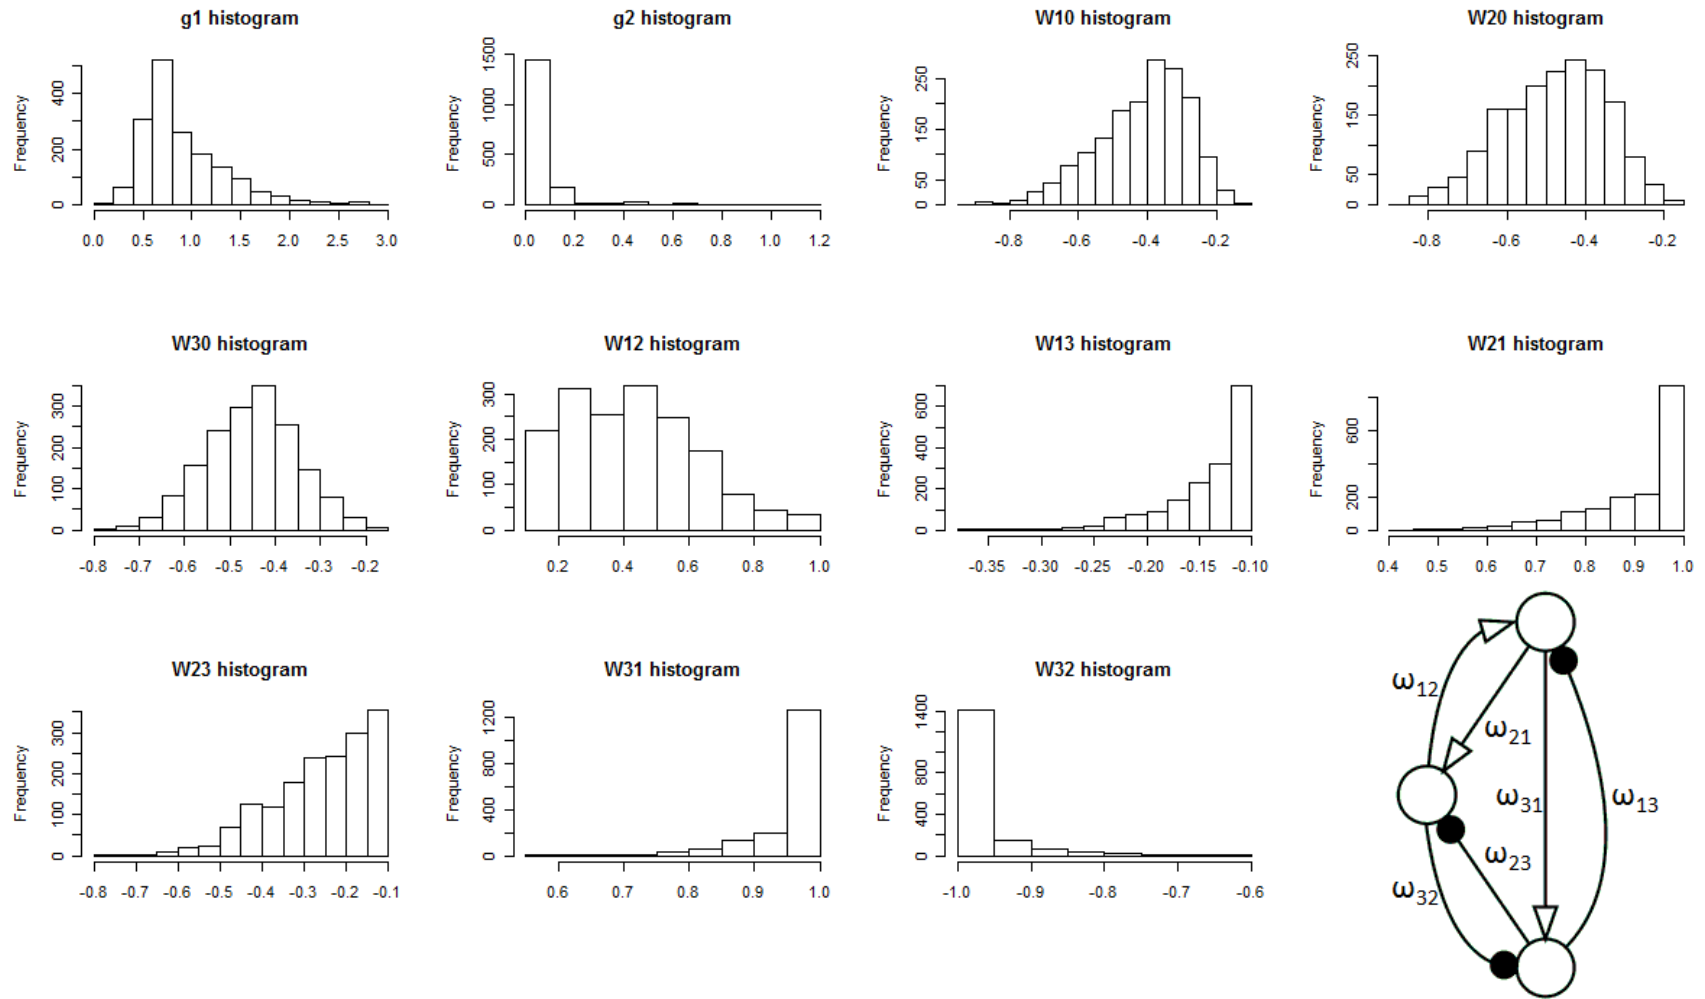 g1 histogram
Frequency
0 200 400
0.0 0.5 1.0 1.5 2.0 2.5 3.0
g2 histogram
Frequency
0 500 1000 1500
0.0 0.2 0.4 0.6 0.8 1.0 1.2
W10 histogram
Frequency
0 50 150 250
-0.8 -0.6 -0.4 -0.2
W20 histogram
Frequency
0 50 150 250
-0.8 -0.6 -0.4 -0.2
W30 histogram
Frequency
0 100 200 300
-0.8 -0.7 -0.6 -0.5 -0.4 -0.3 -0.2
W12 histogram
Frequency
0 100 200 300
0.2 0.4 0.6 0.8 1.0
W13 histogram
Frequency
0 200 400 600
-0.35 -0.30 -0.25 -0.20 -0.15 -0.10
W21 histogram
Frequency
0 200 600
0.4 0.5 0.6 0.7 0.8 0.9 1.0
W23 histogram
Frequency
0 100 200 300
-0.8 -0.7 -0.6 -0.5 -0.4 -0.3 -0.2 -0.1
W31 histogram
Frequency
0 400 800 1200
0.6 0.7 0.8 0.9 1.0
W32 histogram
Frequency
0 400 800 1400
-1.0 -0.9 -0.8 -0.7 -0.6
ω12
ω21
ω31
ω13
ω23
ω32